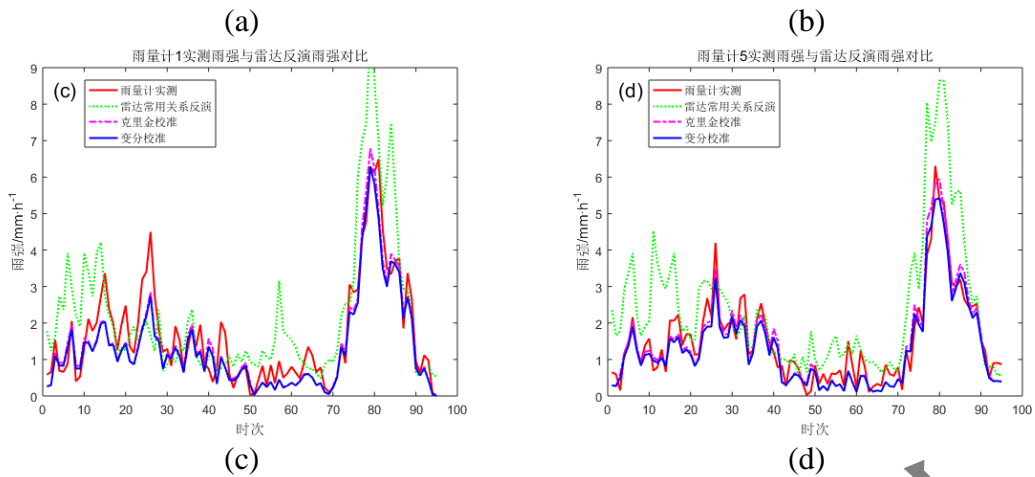 (a)
(b)
雨量计1实测雨强与雷达反演雨强对比
(c)
雨量计实测
雷达常用关系反演
克里金校准
变分校准
9
8
7
6
5
4
3
2
1
0
雨强/mm·h⁻¹
0 10 20 30 40 50 60 70 80 90 100
时次
(c)
雨量计5实测雨强与雷达反演雨强对比
(d)
雨量计实测
雷达常用关系反演
克里金校准
变分校准
9
8
7
6
5
4
3
2
1
0
雨强/mm·h⁻¹
0 10 20 30 40 50 60 70 80 90 100
时次
(d)